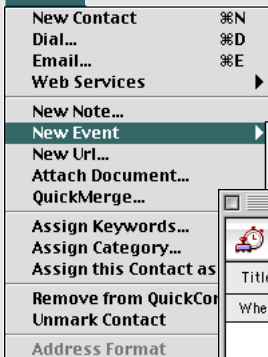 New Contact ⌘N
Dial... ⌘D
Email... ⌘E
Web Services
New Note...
New Event
New Url...
Attach Document...
QuickMerge...
Assign Keywords...
Assign Category...
Assign this Contact as
Title
Remove from QuickCon
Whe
Unmark Contact
Address Format